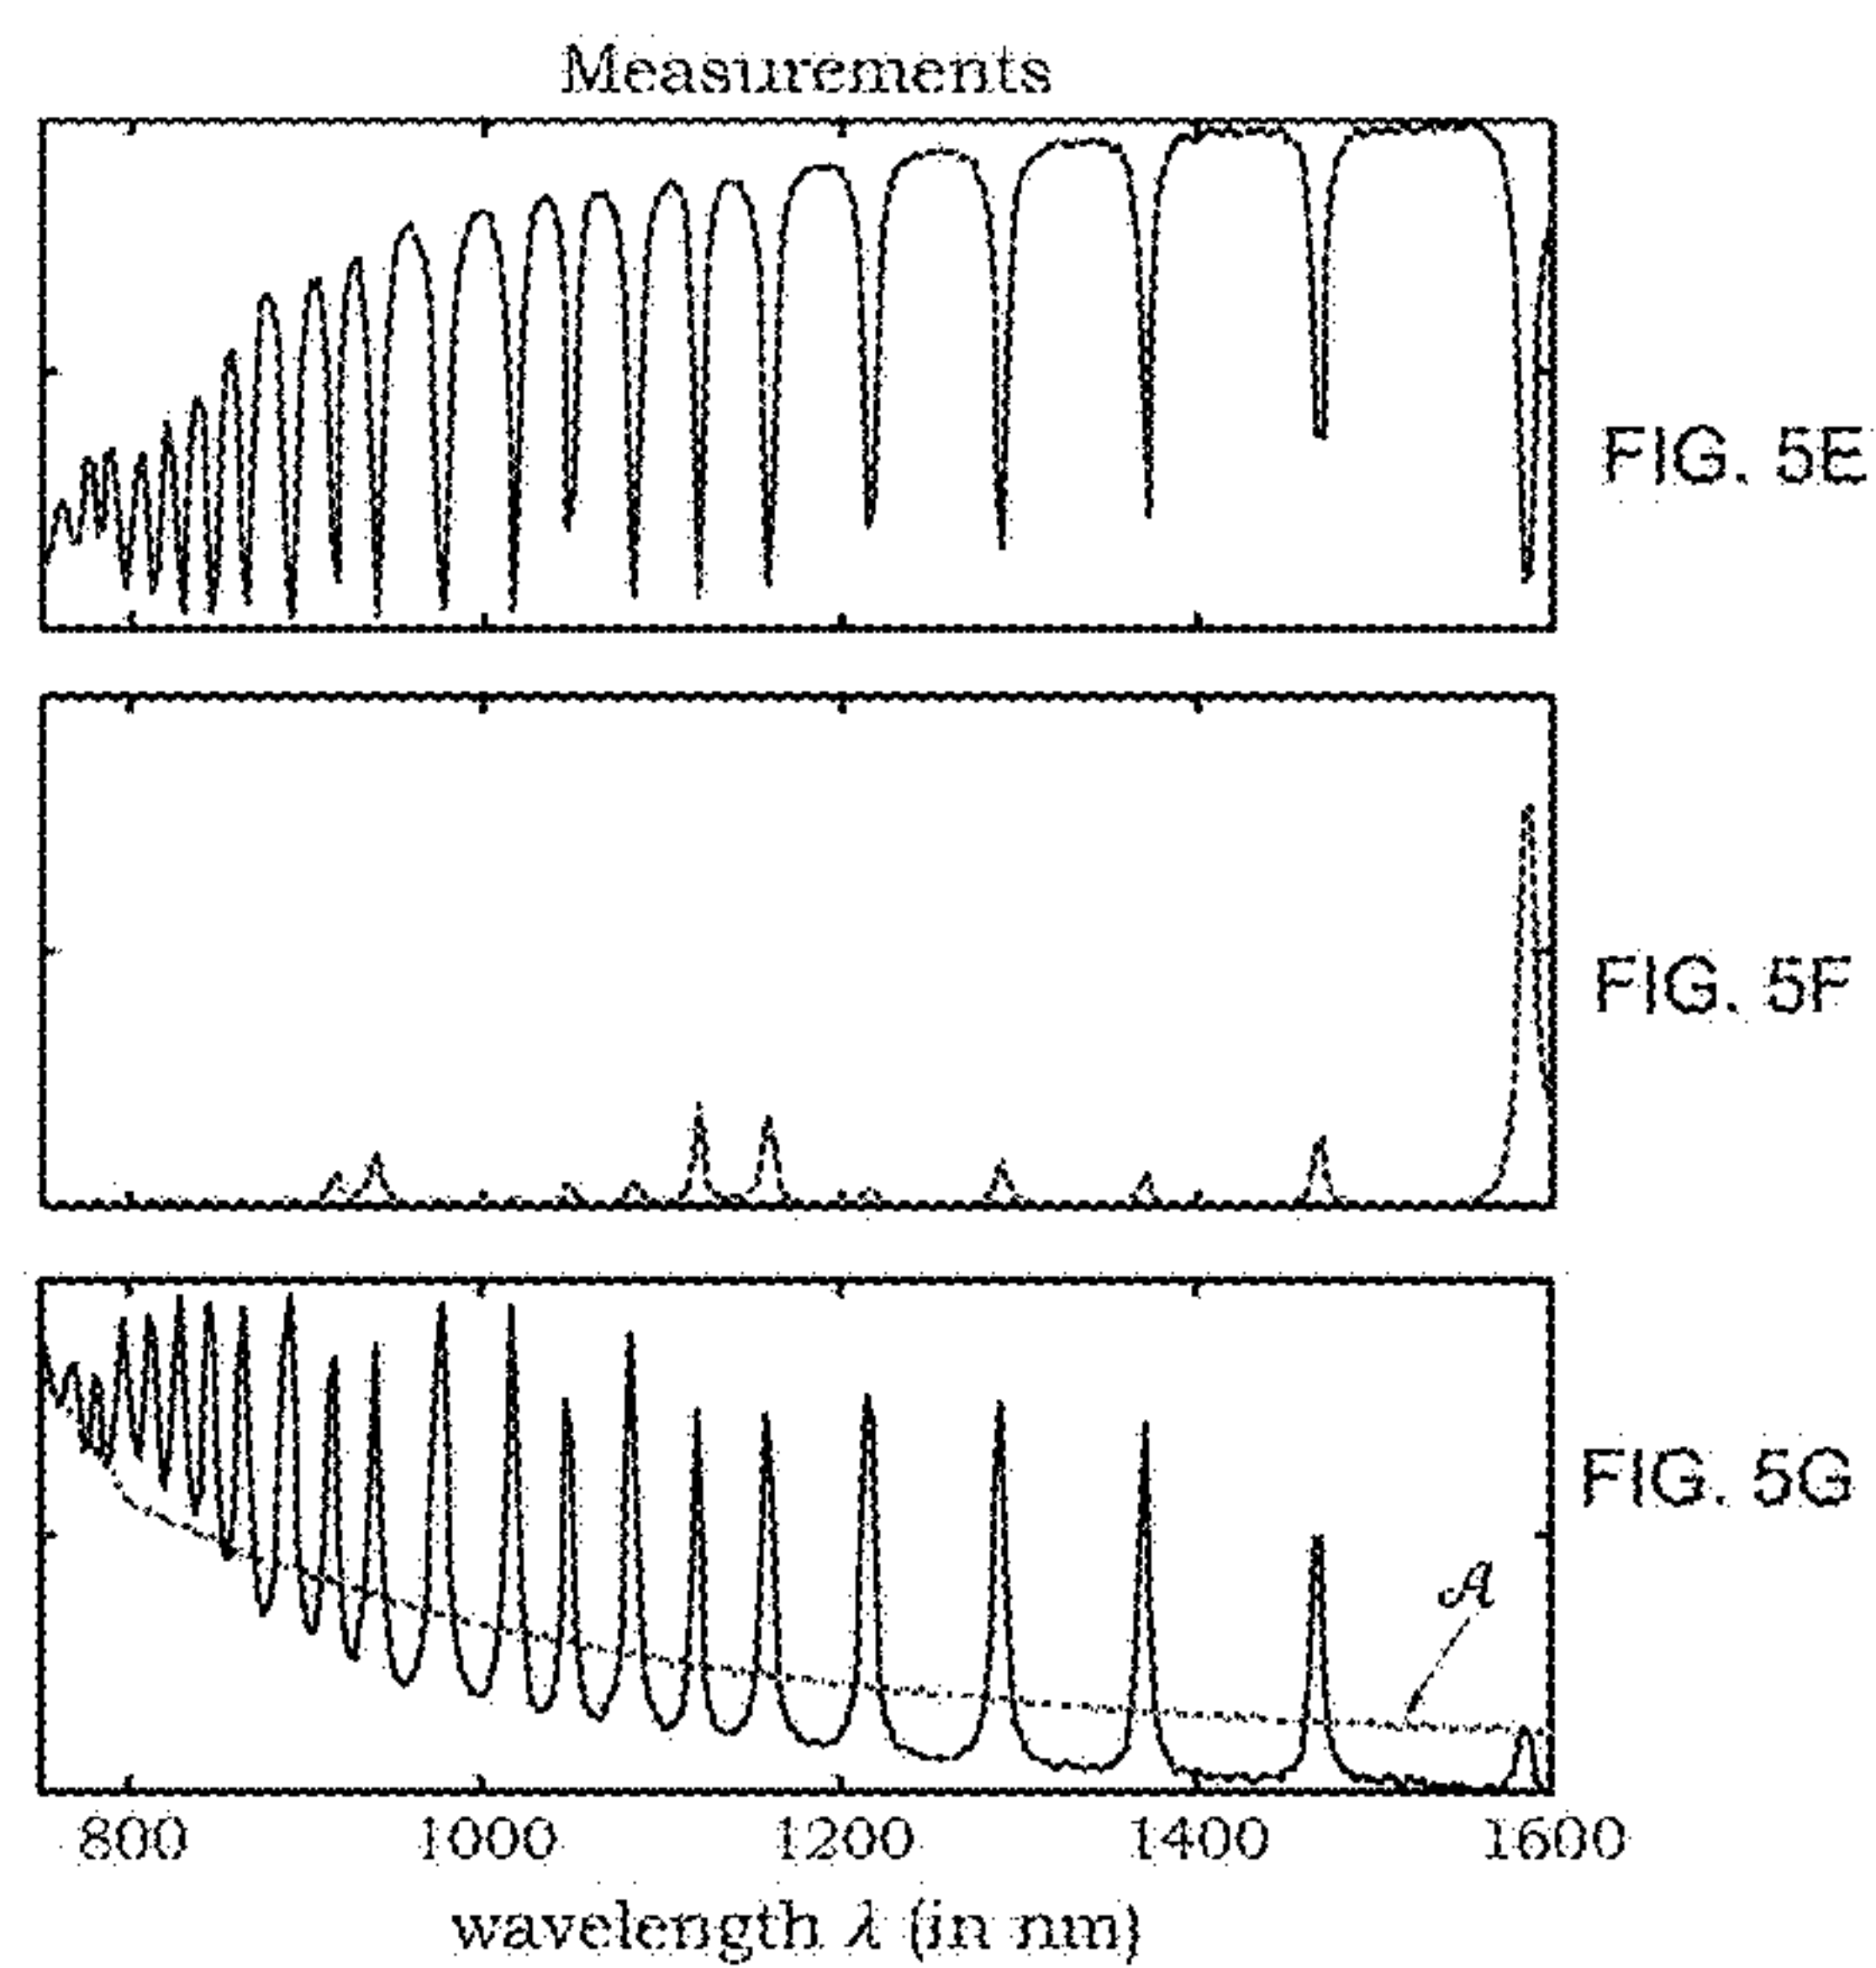 Measurements
FIG. 5E
FIG. 5F
FIG. 5G
𝒜
800 1000 1200 1400 1600
wavelength λ (in nm)